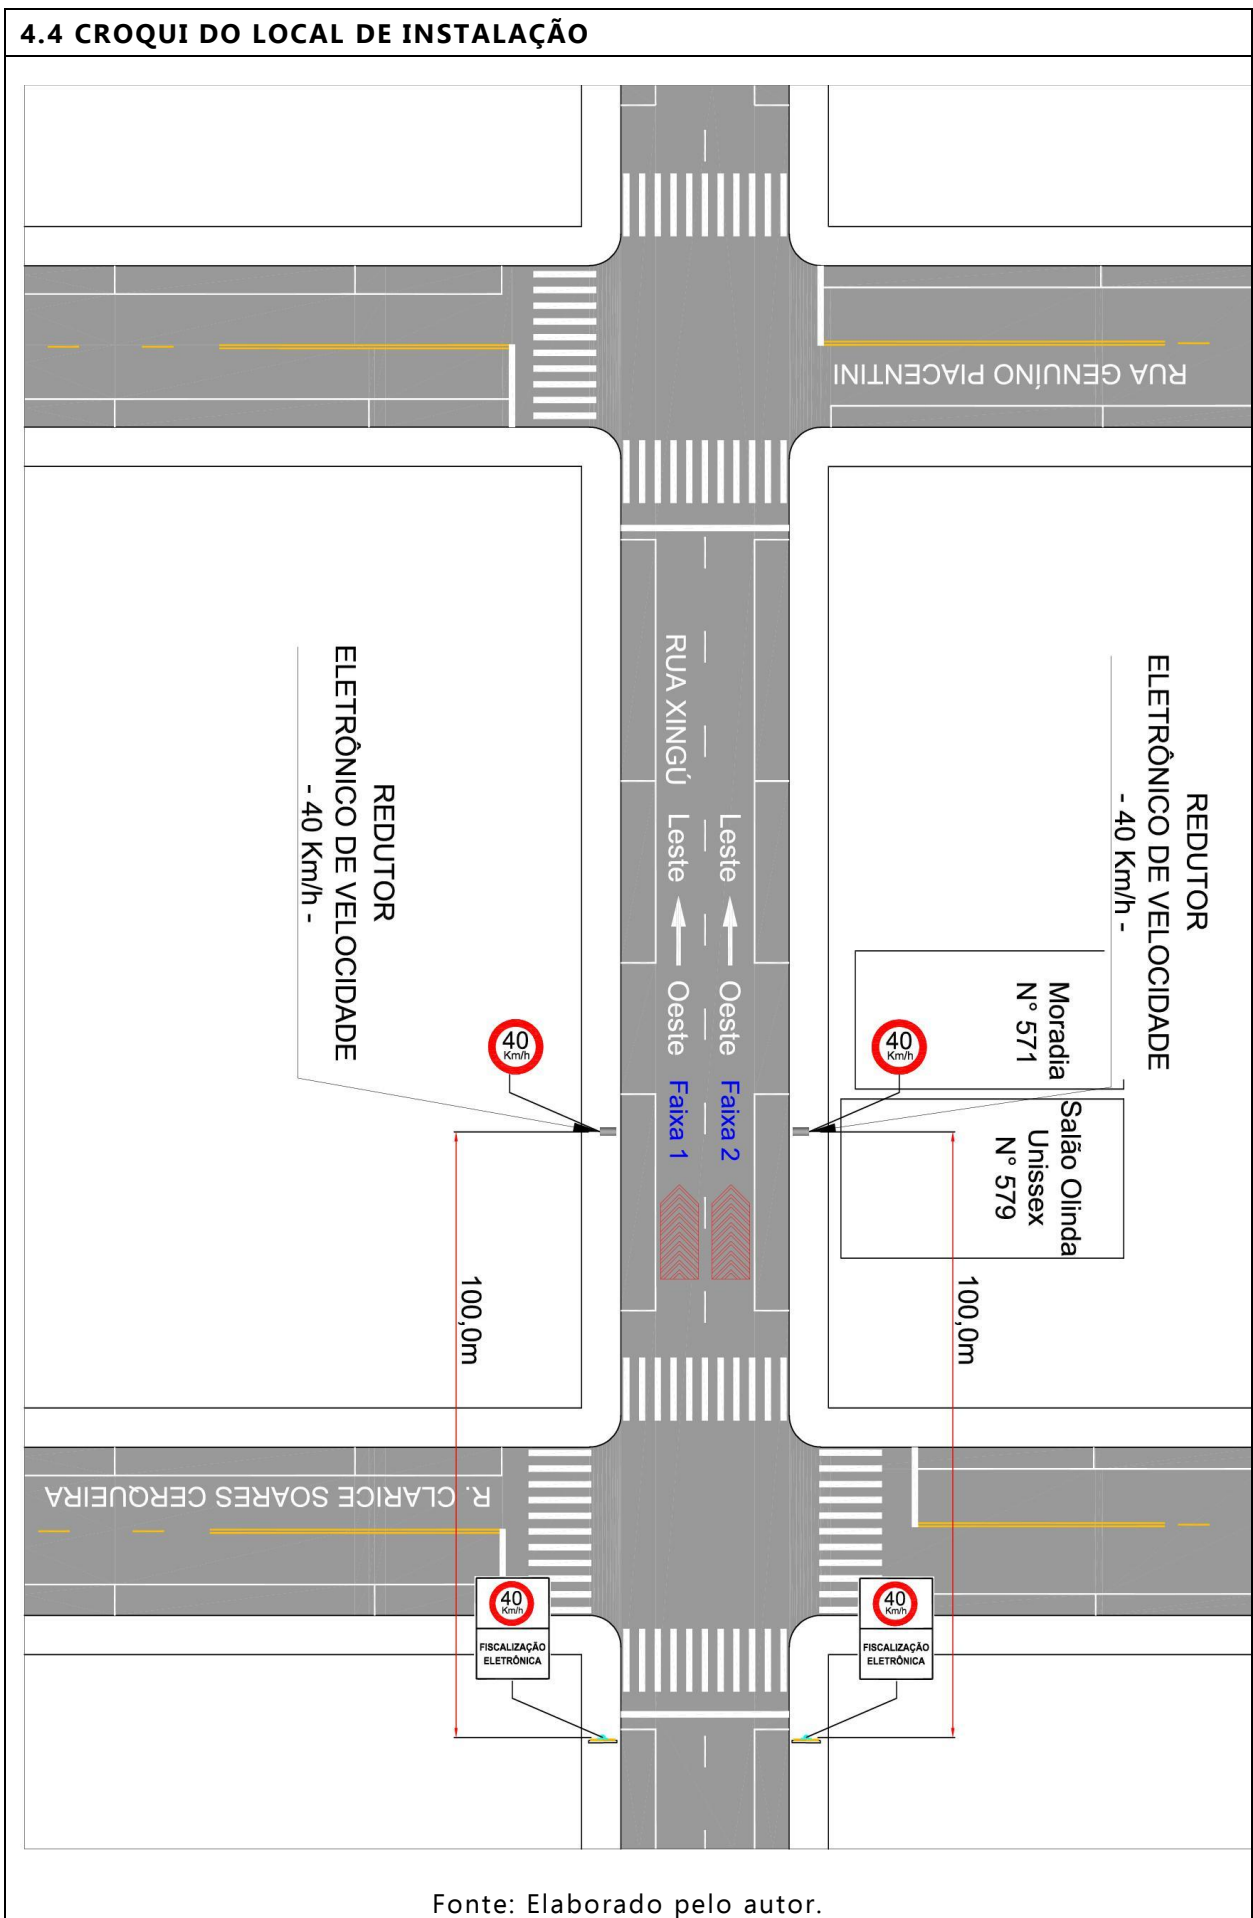 4.4 CROQUI DO LOCAL DE INSTALAÇÃO
RUA GENUÍNO PIACENTINI
RUA XINGÚ
REDUTOR
ELETRÔNICO DE VELOCIDADE
- 40 Km/h -
REDUTOR
ELETRÔNICO DE VELOCIDADE
- 40 Km/h -
Leste
Leste
Oeste
Oeste
Faixa 1
Faixa 2
Moradia
N° 571
Salão Olinda
Unissex
N° 579
40
Km/h
40
Km/h
100,0m
100,0m
R. CLARICE SOARES CERQUEIRA
40
Km/h
FISCALIZAÇÃO
ELETRÔNICA
40
Km/h
FISCALIZAÇÃO
ELETRÔNICA
Fonte: Elaborado pelo autor.